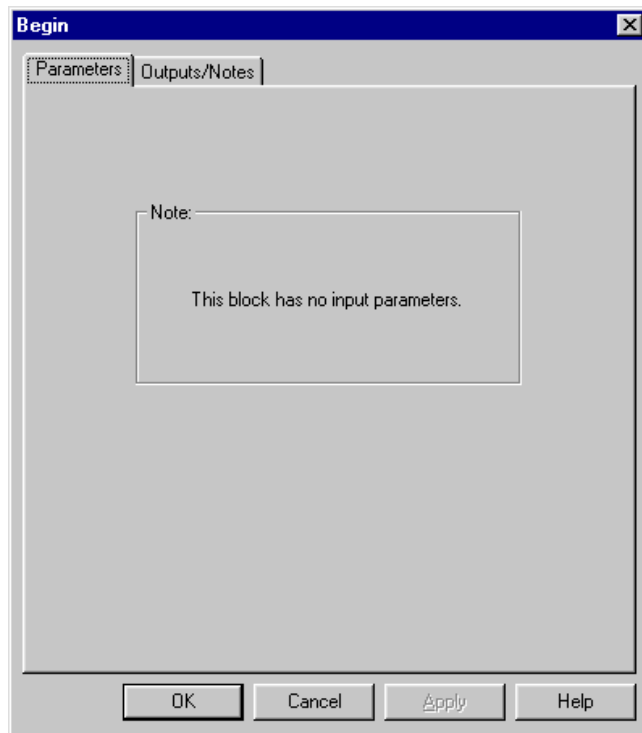 Begin
Parameters Outputs/Notes
Note:
This block has no input parameters.
OK Cancel Apply Help